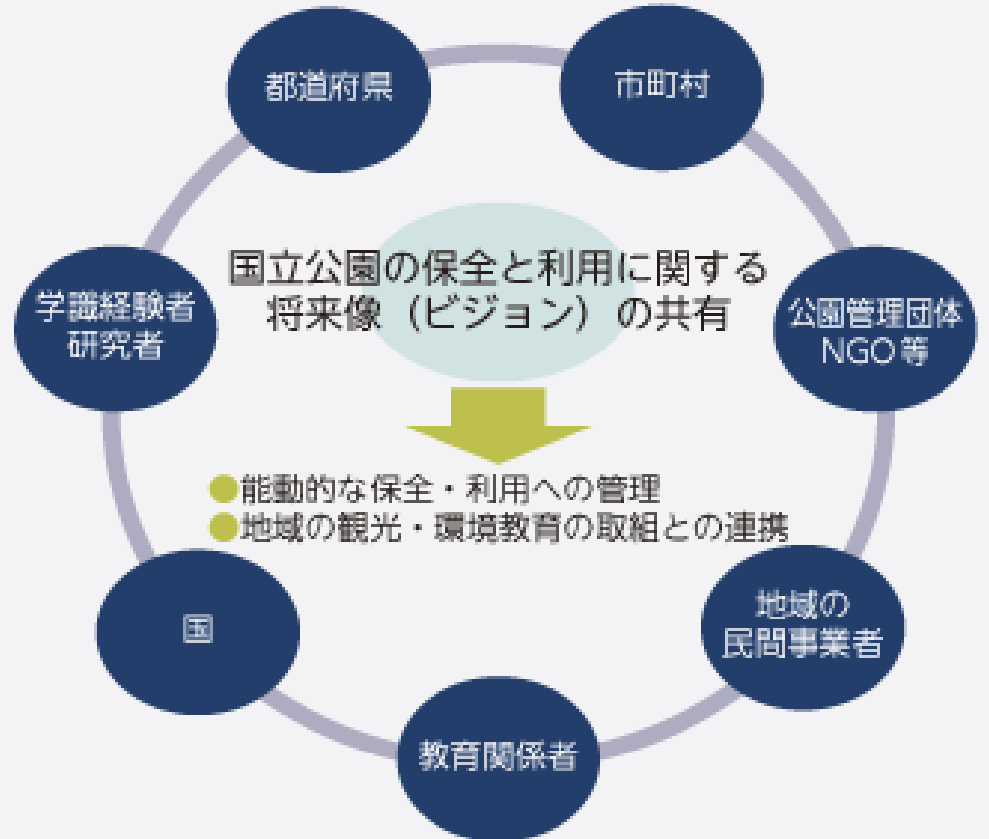 都道府県
市町村
国立公園の保全と利用に関する
将来像（ビジョン）の共有
学識経験者
研究者
公園管理団体
NGO等
●能動的な保全・利用への管理
●地域の観光・環境教育の取組との連携
国
地域の
民間事業者
教育関係者